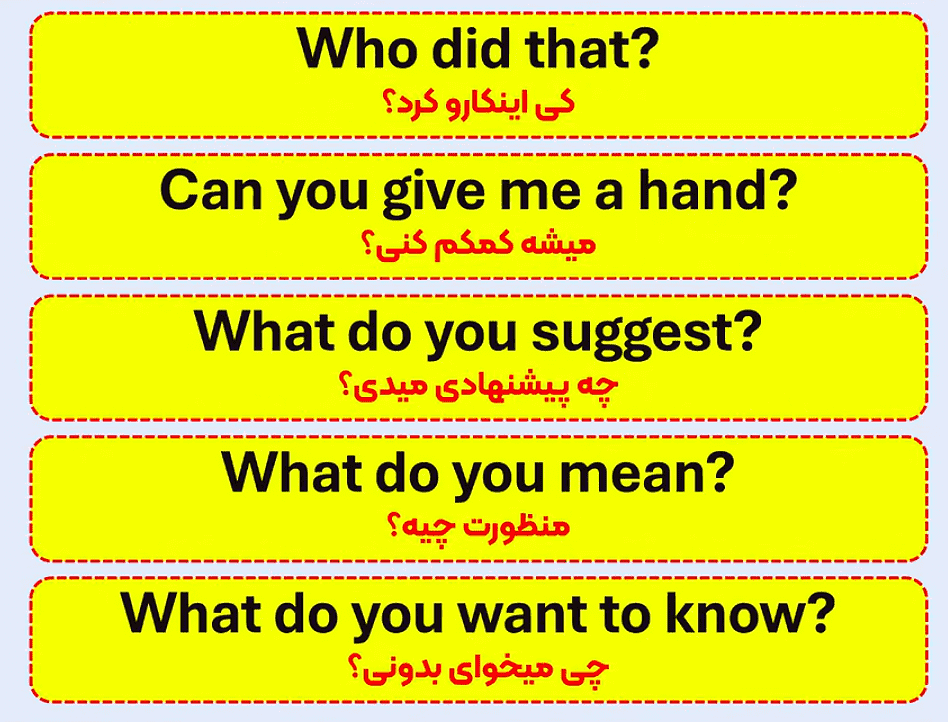 Who did that?
کی اینکارو کرد؟
Can you give me a hand?
میشه کمکم کنی؟
What do you suggest?
چه پیشنهادی میدی؟
What do you mean?
منظورت چیه؟
What do you want to know?
چی میخوای بدونی؟